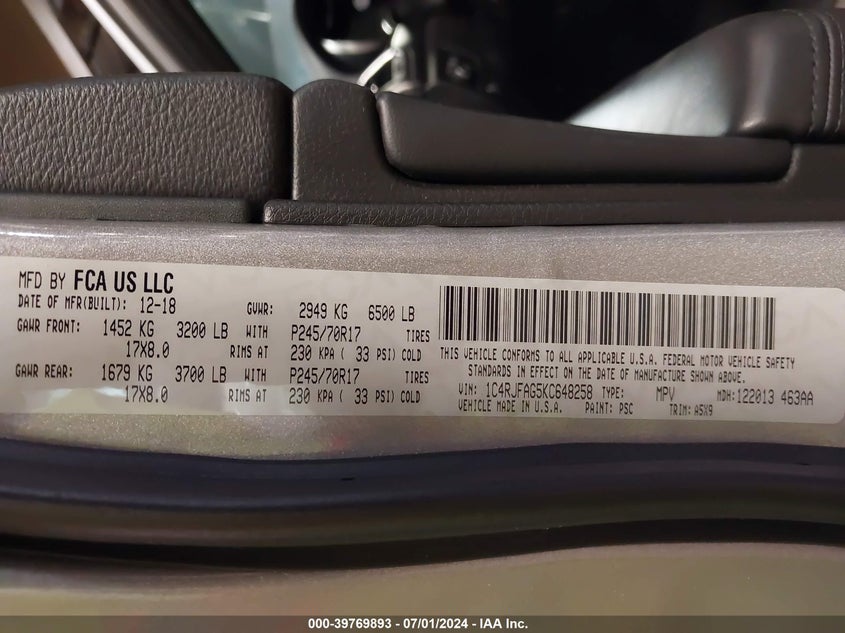 MFD BY FCA US LLC
DATE OF MFR(BUILT): 12-18 GVWR: 2949 KG 6500 LB
GAWR FRONT: 1452 KG 3200 LB WITH P245/70R17 TIRES
17X8.0 RIMS AT 230 KPA ( 33 PSI) COLD
GAWR REAR: 1679 KG 3700 LB WITH P245/70R17 TIRES
17X8.0 RIMS AT 230 KPA ( 33 PSI) COLD
THIS VEHICLE CONFORMS TO ALL APPLICABLE U.S.A. FEDERAL MOTOR VEHICLE SAFETY
STANDARDS IN EFFECT ON THE DATE OF MANUFACTURE SHOWN ABOVE.
VIN: 1C4RJFAG5KC648258 TYPE: MPV MDH: 122013 463AA
VEHICLE MADE IN U.S.A. PAINT: PSC TRIM: A5X9
000-39769893 - 07/01/2024 - IAA Inc.